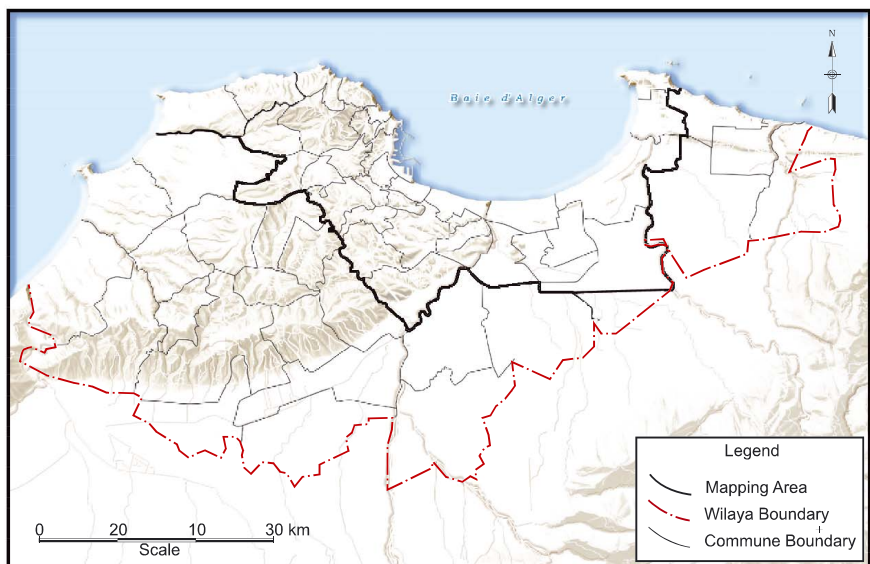 N
Baie d'Alger
Legend
Mapping Area
Wilaya Boundary
Commune Boundary
0 20 10 30 km
Scale